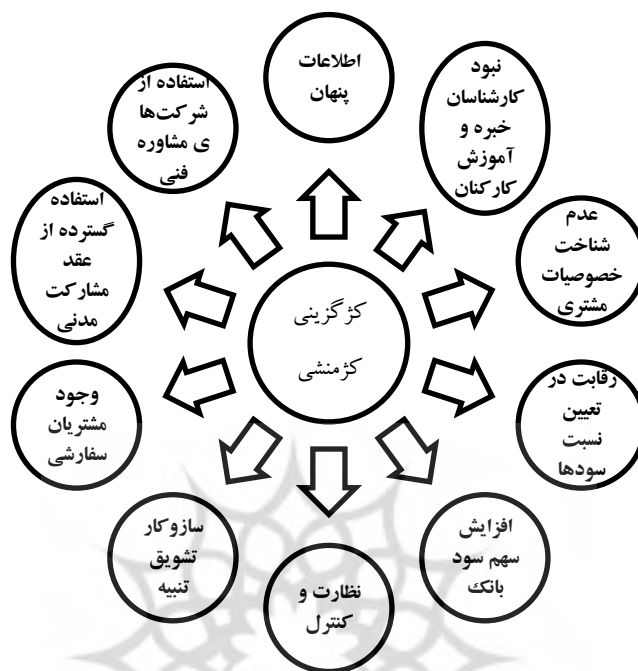 اطلاعات
پنهان
نبود
کارشناسان
خبره و
آموزش
کارکنان
عدم
شناخت
خصوصیات
مشتری
رقابت در
تعیین
نسبت
سودها
افزایش
سهم سود
بانک
نظارت و
کنترل
سازوکار
تشویق
تنبیه
وجود
مشتریان
سفارشی
استفاده
گسترده از
عقد
مشارکت
مدنی
استفاده از
شرکت‌ها
ی مشاوره
فنی
کژگزینی
کژمنشی